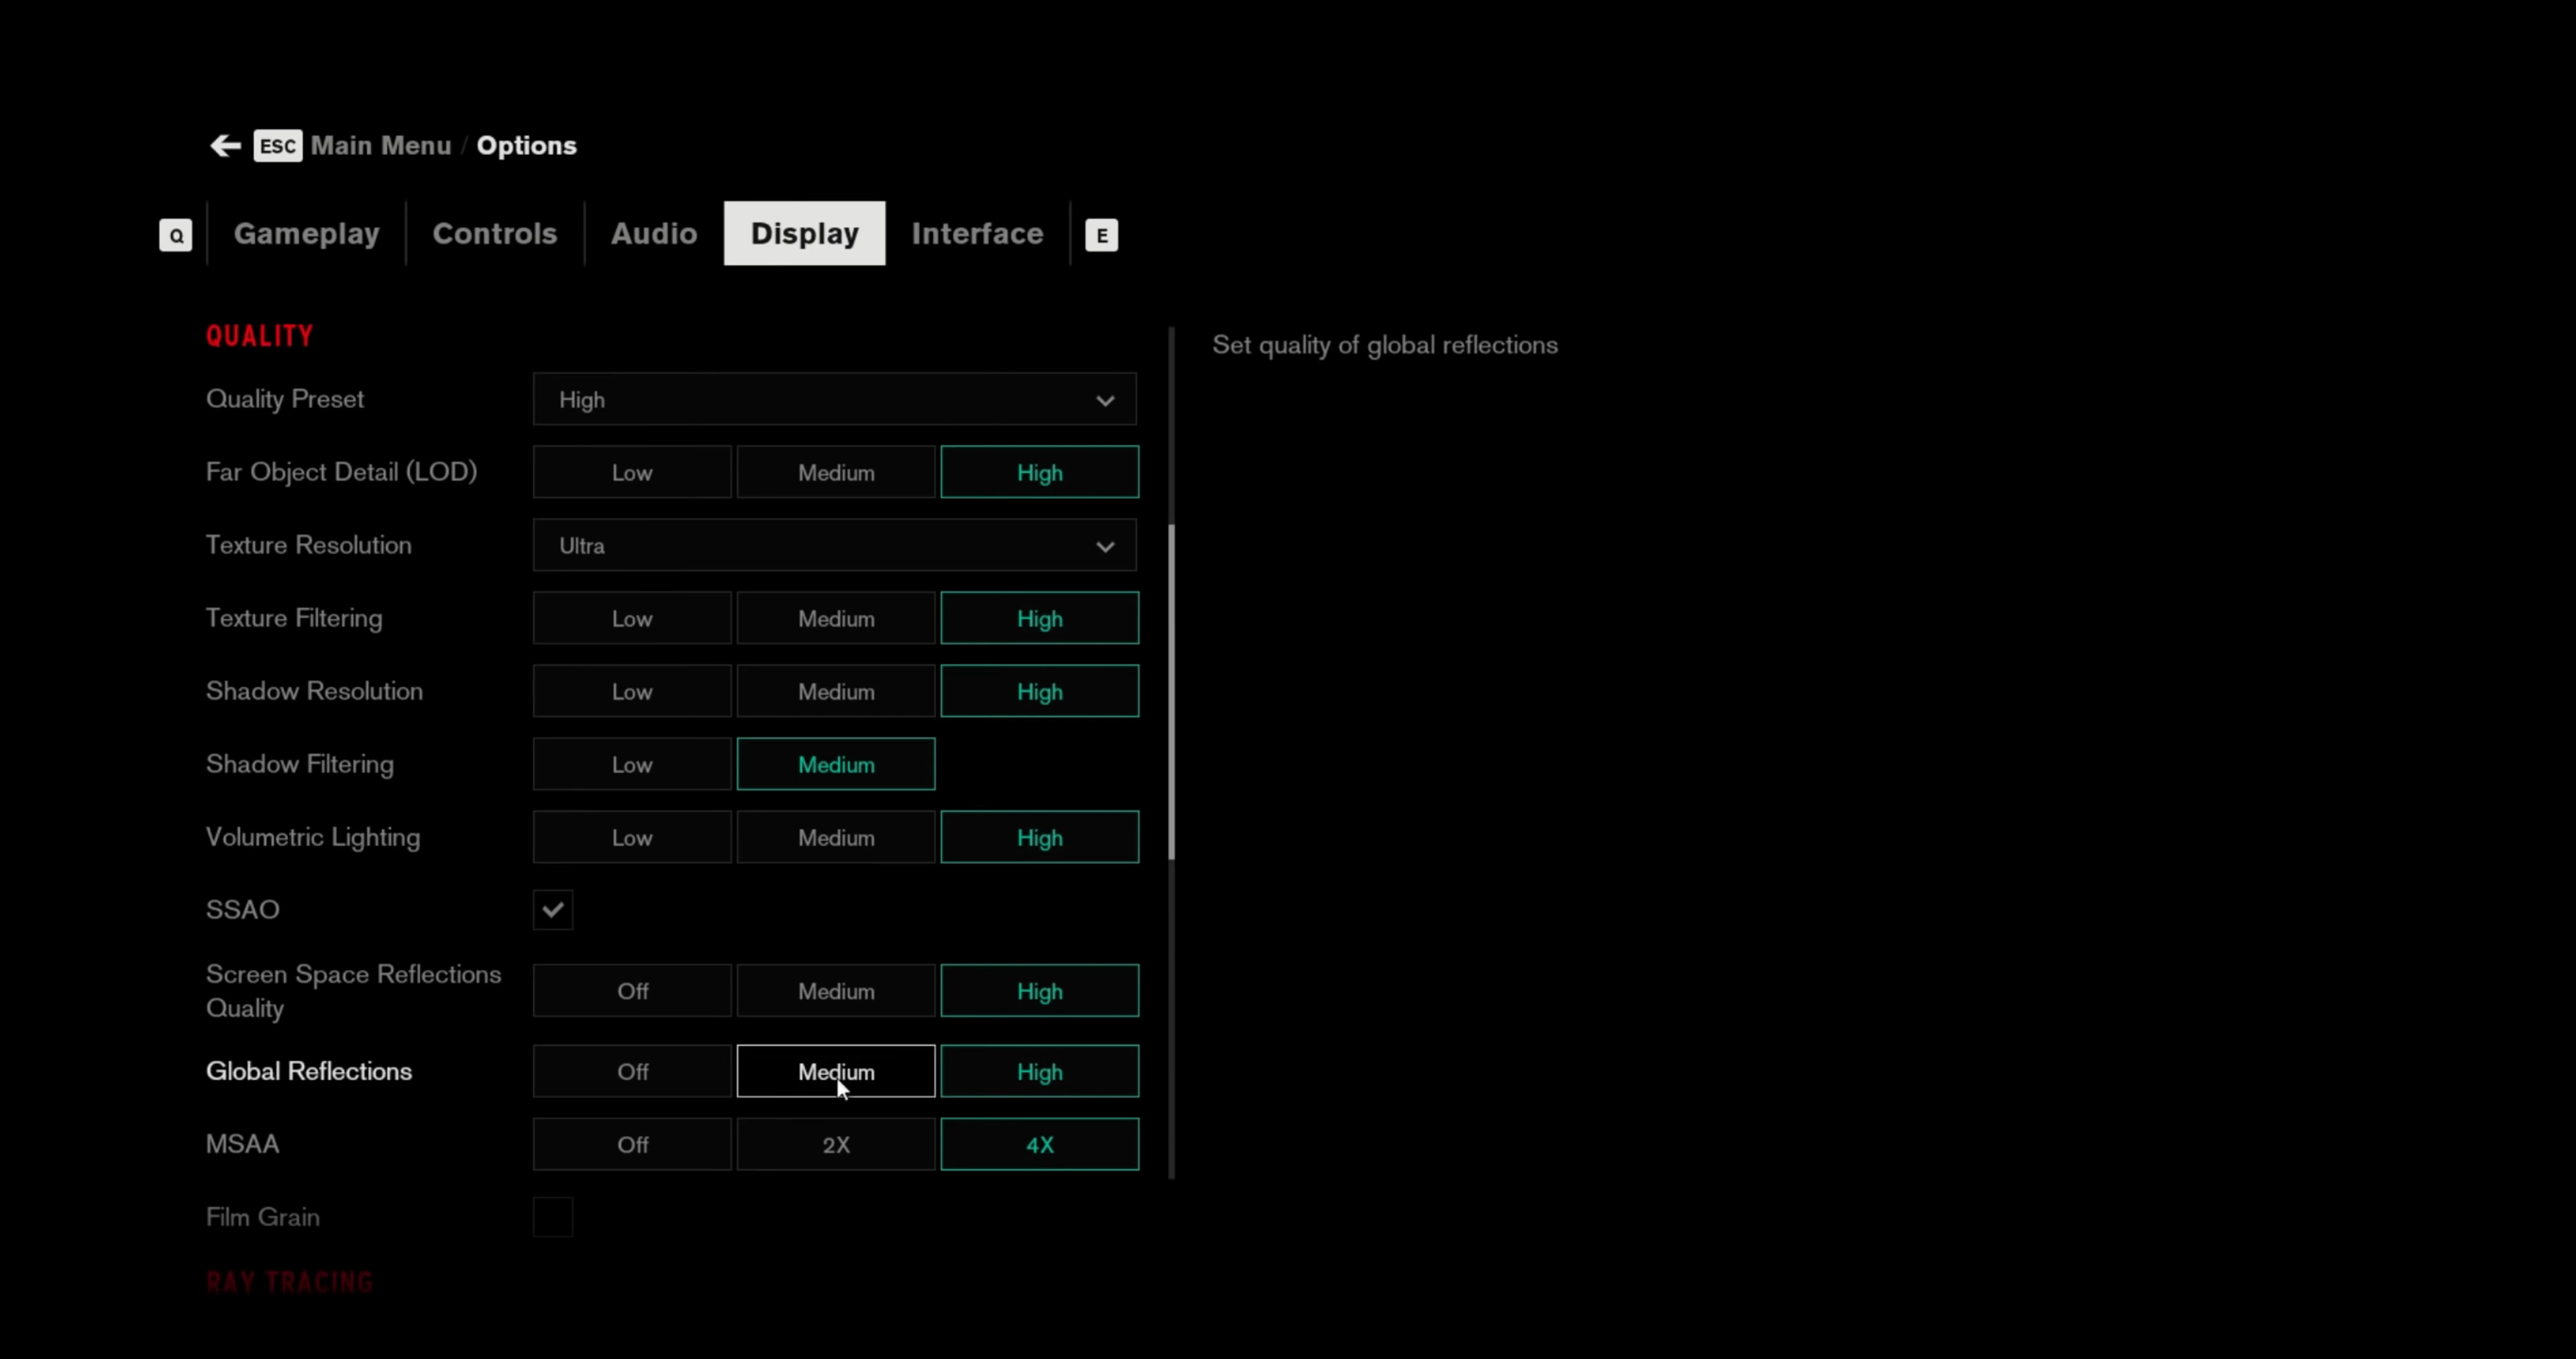 ESC Main Menu / Options
Q Gameplay Controls Audio Display Interface E
QUALITY
Set quality of global reflections
Quality Preset High
Far Object Detail (LOD) Low Medium High
Texture Resolution Ultra
Texture Filtering Low Medium High
Shadow Resolution Low Medium High
Shadow Filtering Low Medium
Volumetric Lighting Low Medium High
SSAO
Screen Space Reflections
Quality Off Medium High
Global Reflections Off Medium High
MSAA Off 2X 4X
Film Grain
RAY TRACING